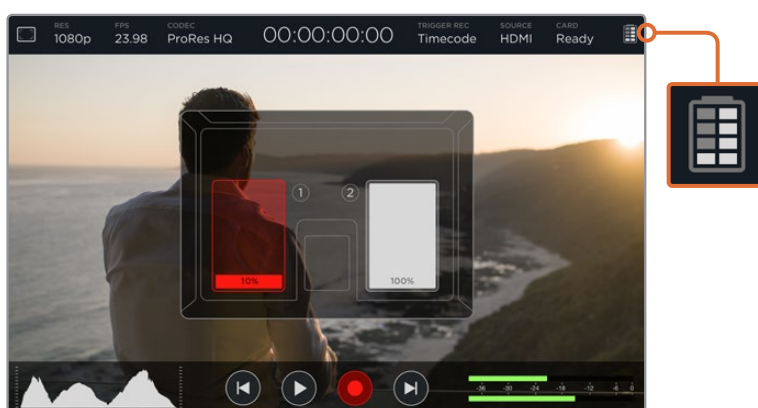 RES FPS CODEC TRIGGER REC SOURCE CARD
1080p 23.98 ProRes HQ 00:00:00:00 Timecode HDMI Ready
1 2
10% 100%
-36 -30 -24 -18 -12 -6 0